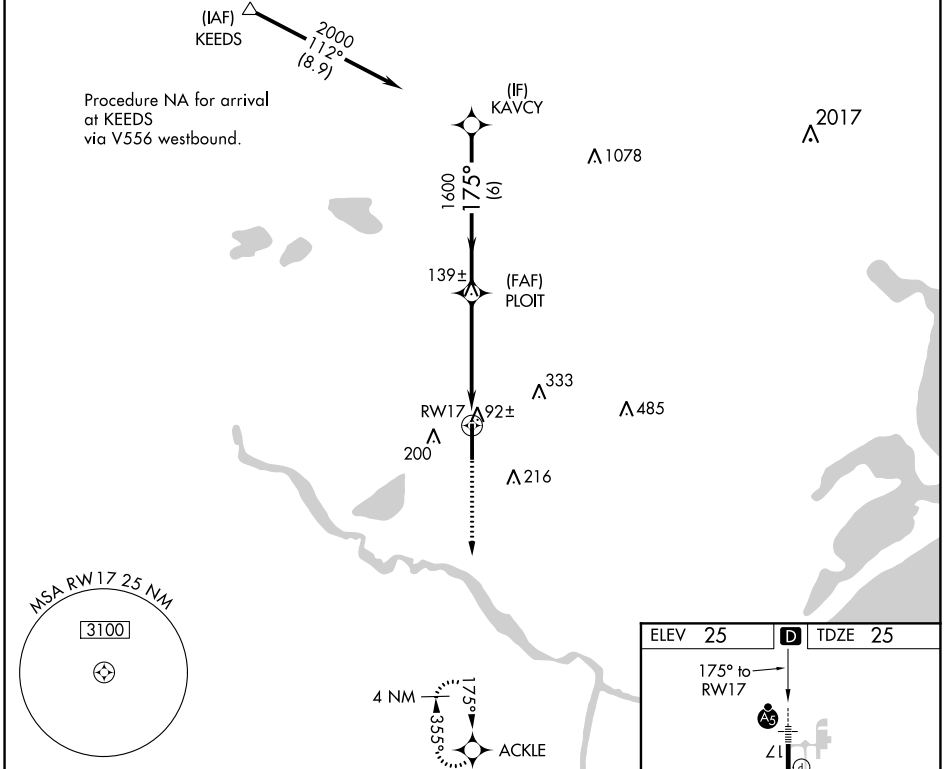 (IAF)
KEEDS
2000
112°
(8.9)
Procedure NA for arrival
at KEEDS
via V556 westbound.
(IF)
KAVCY
2017
1078
1600
175°
(6)
139±
(FAF)
PLOIT
333
RW17
92±
485
200
216
MSA RW17 25 NM
3100
4 NM
175°
355°
ACKLE
ELEV 25
D
TDZE 25
175° to
RW17
A5
17